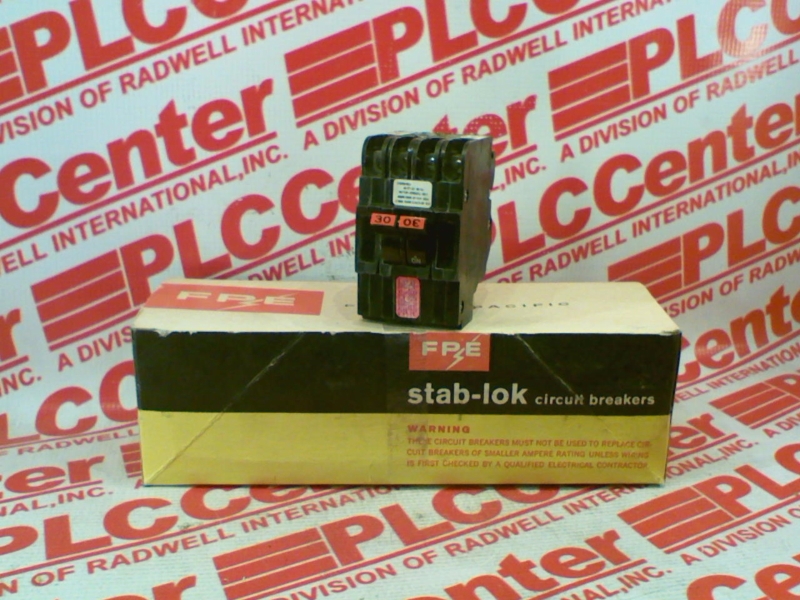 PLCCenter
A DIVISION OF RADWELL INTERNATIONAL, INC.
30 30
FPE
PACIFIC
FPE
stab-lok circuit breakers
WARNING
THESE CIRCUIT BREAKERS MUST NOT BE USED TO REPLACE CIR-
CUIT BREAKERS OF SMALLER AMPERE RATING UNLESS WIRING
IS FIRST CHECKED BY A QUALIFIED ELECTRICAL CONTRACTOR